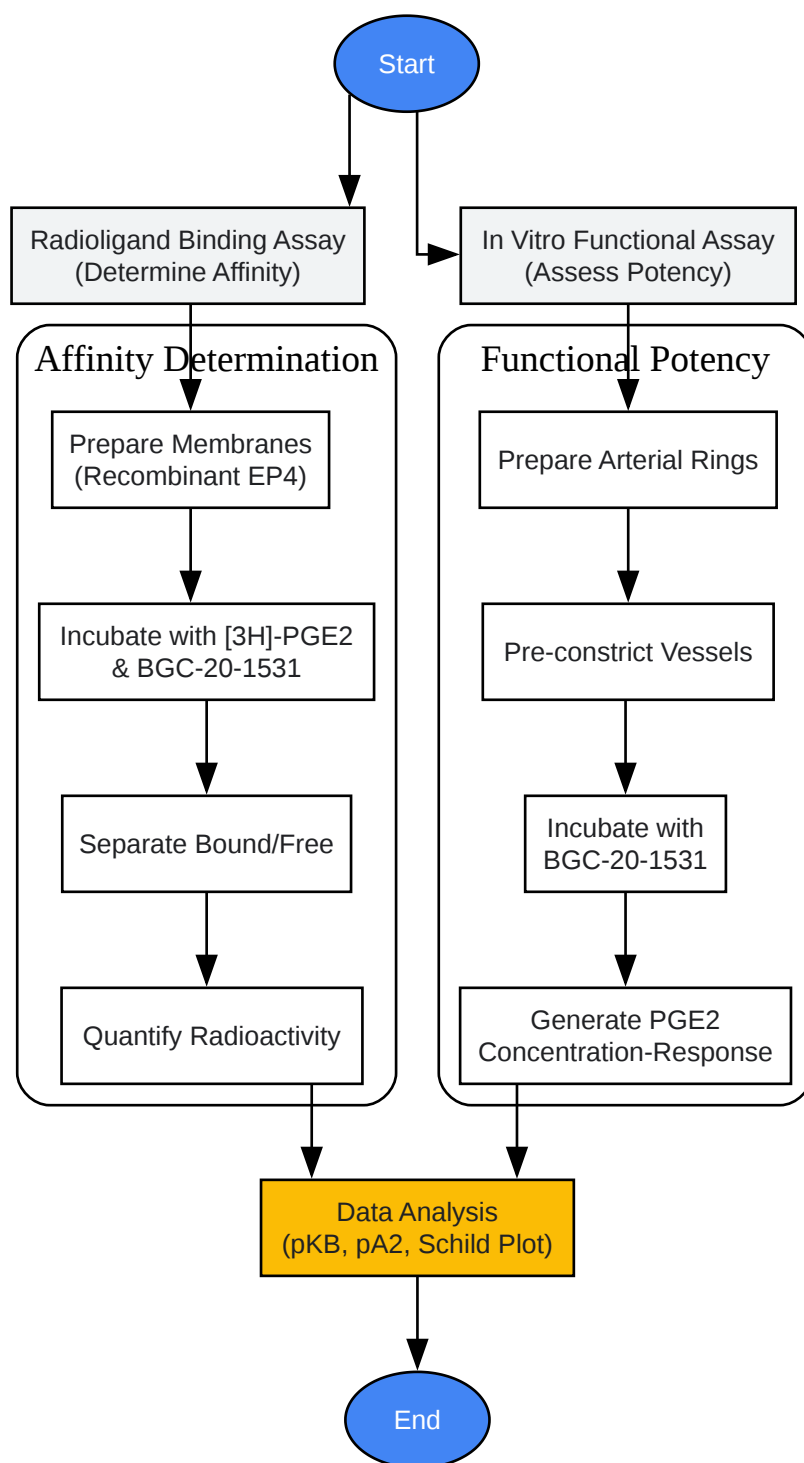 Start
Radioligand Binding Assay
(Determine Affinity)
In Vitro Functional Assay
(Assess Potency)
Affinity Determination
Functional Potency
Prepare Membranes
(Recombinant EP4)
Prepare Arterial Rings
Incubate with [3H]-PGE2
& BGC-20-1531
Pre-constrict Vessels
Separate Bound/Free
Incubate with
BGC-20-1531
Quantify Radioactivity
Generate PGE2
Concentration-Response
Data Analysis
(pKB, pA2, Schild Plot)
End